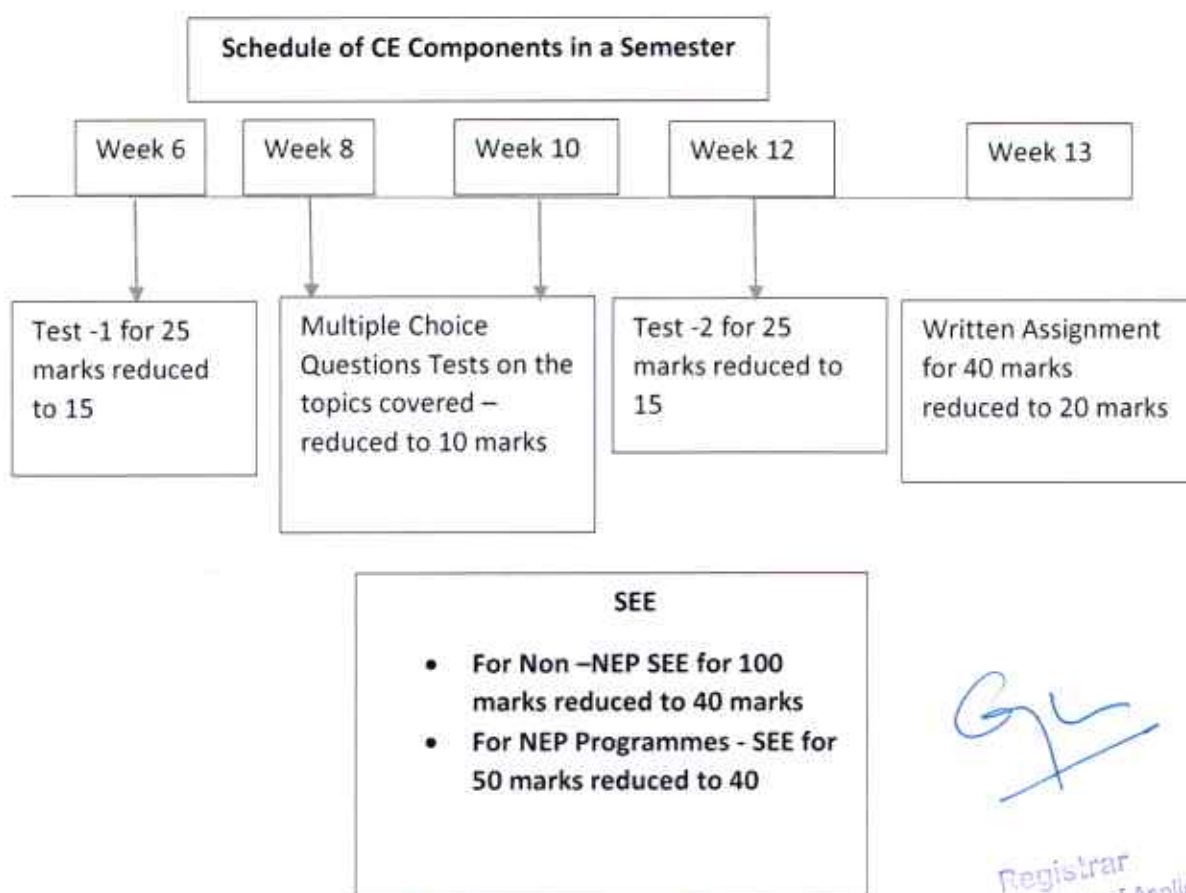 Schedule of CE Components in a Semester
Week 6
Week 8
Week 10
Week 12
Week 13
Test -1 for 25
marks reduced
to 15
Multiple Choice
Questions Tests on the
topics covered –
reduced to 10 marks
Test -2 for 25
marks reduced to
15
Written Assignment
for 40 marks
reduced to 20 marks
SEE
• For Non –NEP SEE for 100
marks reduced to 40 marks
• For NEP Programmes - SEE for
50 marks reduced to 40
Registrar